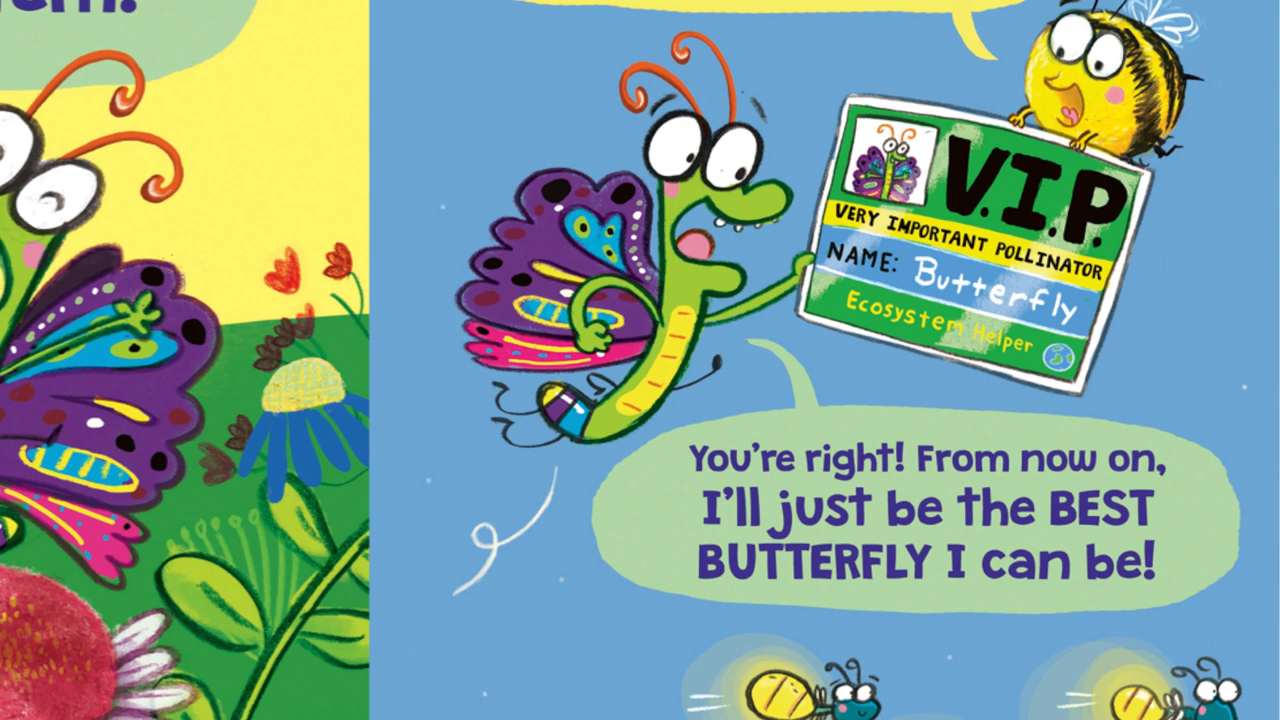 V.I.P.
VERY IMPORTANT POLLINATOR
NAME: Butterfly
Ecosystem Helper
You're right! From now on,
I'll just be the BEST
BUTTERFLY I can be!